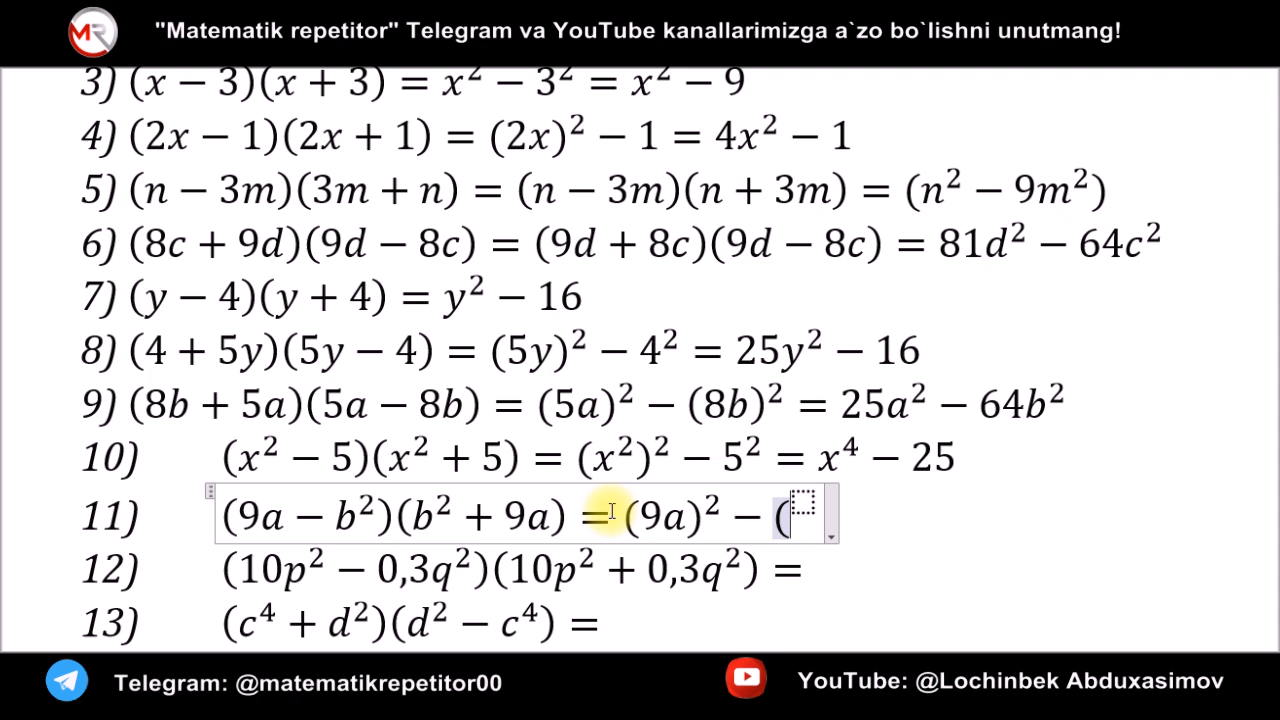 "Matematik repetitor" Telegram va YouTube kanallarimizga a`zo bo`lishni unutmang!
MR
3) (x − 3)(x + 3) = x² − 3² = x² − 9
4) (2x − 1)(2x + 1) = (2x)² − 1 = 4x² − 1
5) (n − 3m)(3m + n) = (n − 3m)(n + 3m) = (n² − 9m²)
6) (8c + 9d)(9d − 8c) = (9d + 8c)(9d − 8c) = 81d² − 64c²
7) (y − 4)(y + 4) = y² − 16
8) (4 + 5y)(5y − 4) = (5y)² − 4² = 25y² − 16
9) (8b + 5a)(5a − 8b) = (5a)² − (8b)² = 25a² − 64b²
10) (x² − 5)(x² + 5) = (x²)² − 5² = x⁴ − 25
11) (9a − b²)(b² + 9a) = (9a)² − (
12) (10p² − 0,3q²)(10p² + 0,3q²) =
13) (c⁴ + d²)(d² − c⁴) =
Telegram: @matematikrepetitor00
YouTube: @Lochinbek Abduxasimov